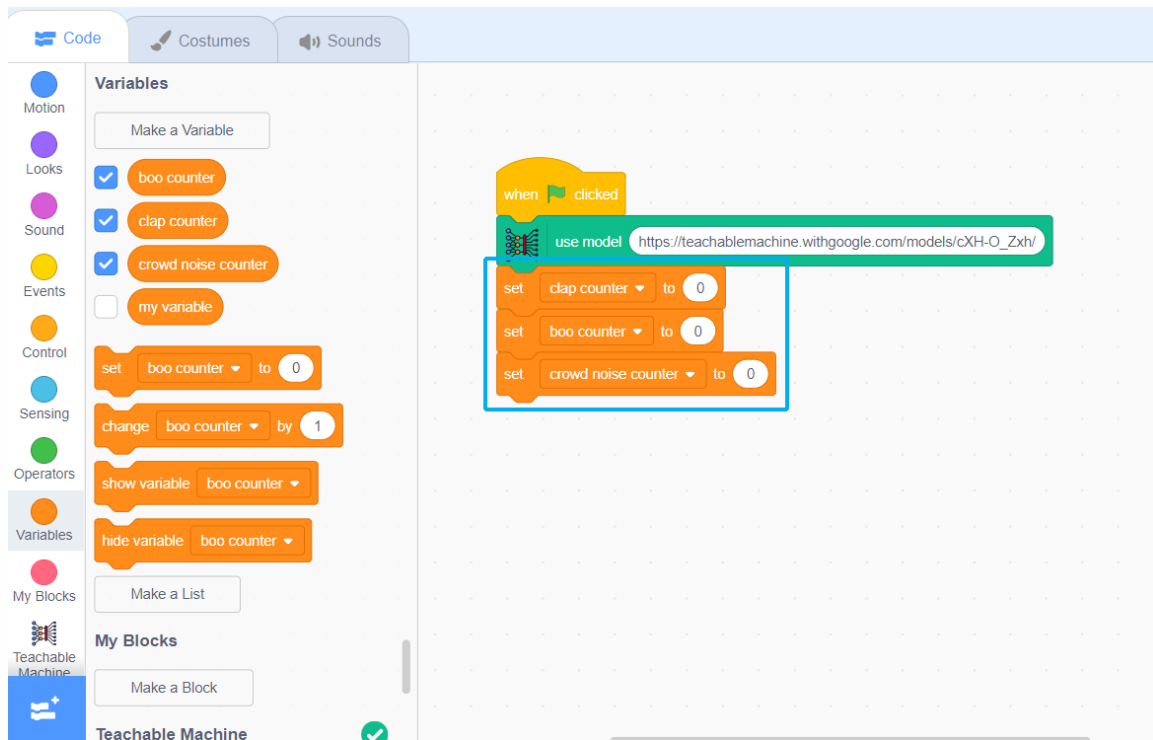 Code
Costumes
Sounds
Motion
Looks
Sound
Events
Control
Sensing
Operators
Variables
My Blocks
Teachable
Machine
Variables
Make a Variable
boo counter
clap counter
crowd noise counter
my variable
set boo counter to 0
change boo counter by 1
show variable boo counter
hide variable boo counter
Make a List
My Blocks
Make a Block
Teachable Machine
when clicked
use model https://teachablemachine.withgoogle.com/models/cXH-O_Zxh/
set clap counter to 0
set boo counter to 0
set crowd noise counter to 0